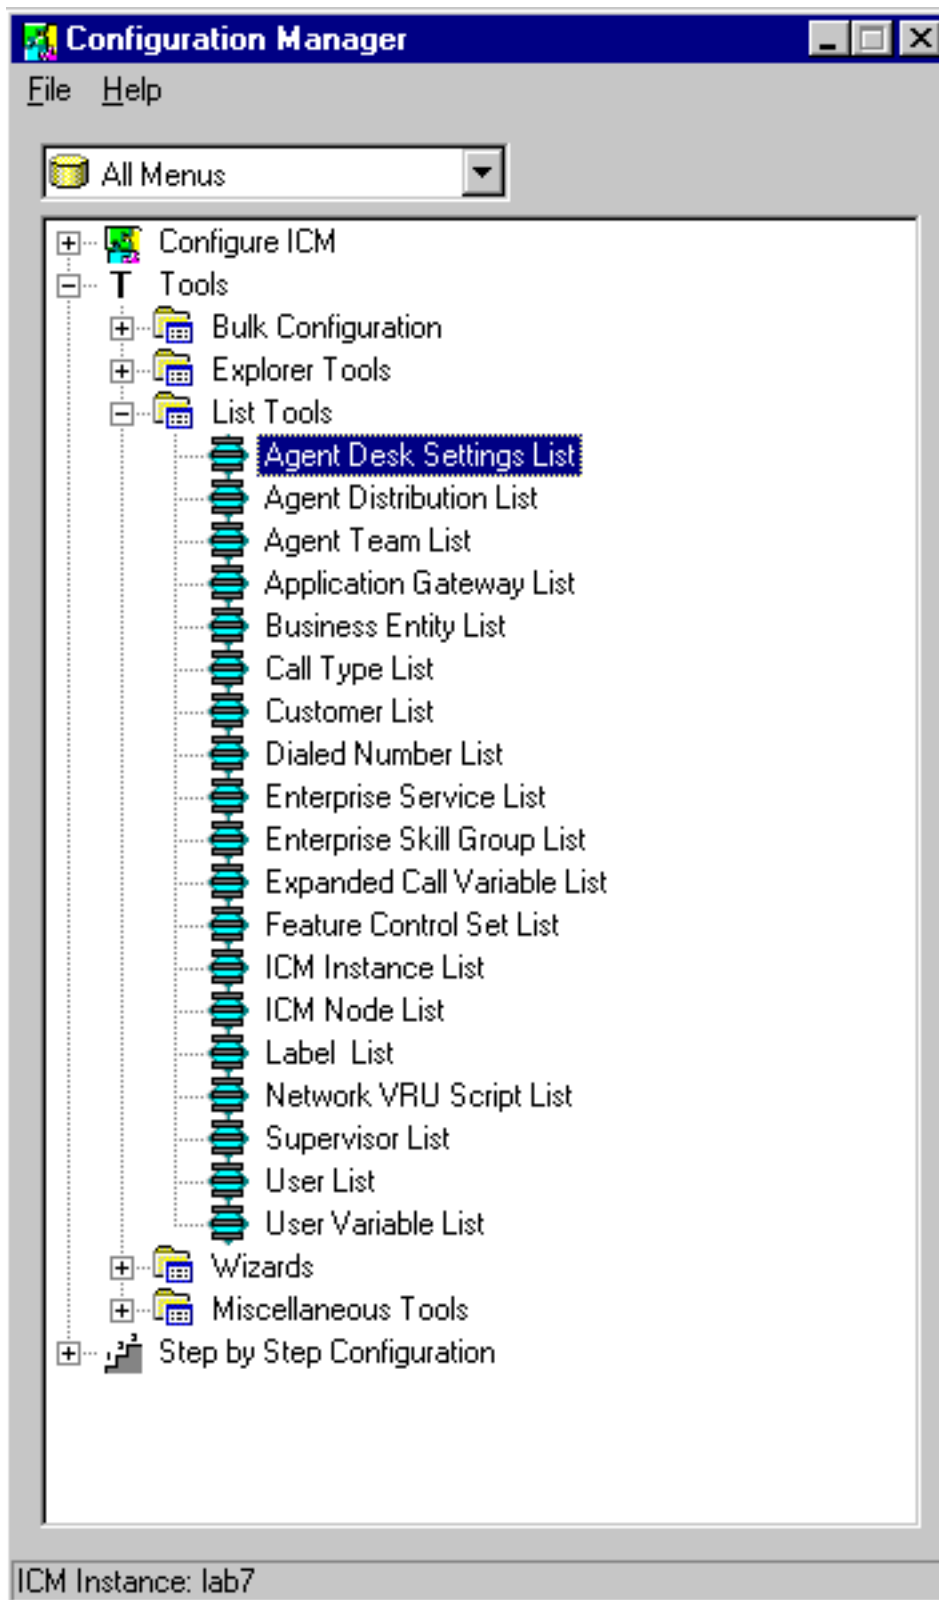 Configuration Manager
File Help
All Menus
Configure ICM
T Tools
Bulk Configuration
Explorer Tools
List Tools
Agent Desk Settings List
Agent Distribution List
Agent Team List
Application Gateway List
Business Entity List
Call Type List
Customer List
Dialed Number List
Enterprise Service List
Enterprise Skill Group List
Expanded Call Variable List
Feature Control Set List
ICM Instance List
ICM Node List
Label  List
Network VRU Script List
Supervisor List
User List
User Variable List
Wizards
Miscellaneous Tools
Step by Step Configuration
ICM Instance: lab7